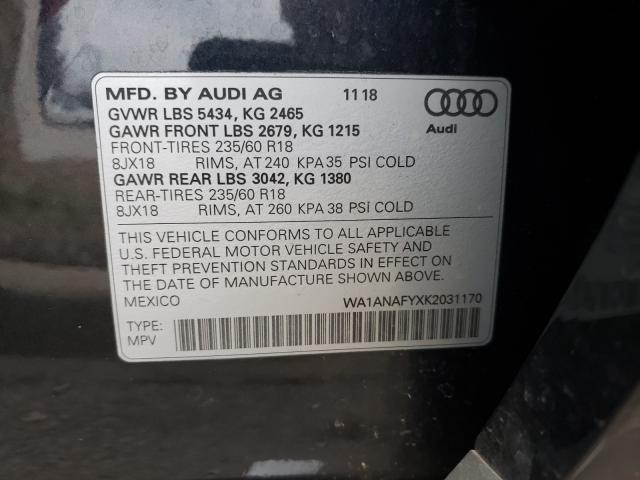 MFD. BY AUDI AG 11 18
GVWR LBS 5434, KG 2465
GAWR FRONT LBS 2679, KG 1215
FRONT-TIRES 235/60 R18
8JX18 RIMS, AT 240 KPA 35 PSI COLD
GAWR REAR LBS 3042, KG 1380
REAR-TIRES 235/60 R18
8JX18 RIMS, AT 260 KPA 38 PSI COLD
Audi
THIS VEHICLE CONFORMS TO ALL APPLICABLE
U.S. FEDERAL MOTOR VEHICLE SAFETY AND
THEFT PREVENTION STANDARDS IN EFFECT ON
THE DATE OF MANUFACTURE SHOWN ABOVE.
MEXICO WA1ANAFYXK2031170
TYPE:
MPV